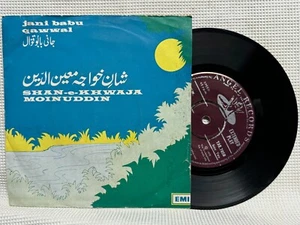 jani babu
qawwal
جانی بابو قوال
شانِ خواجہ معین الدین
SHAN-e-KHWAJA
MOINUDDIN
EMI
ANGEL RECORDS